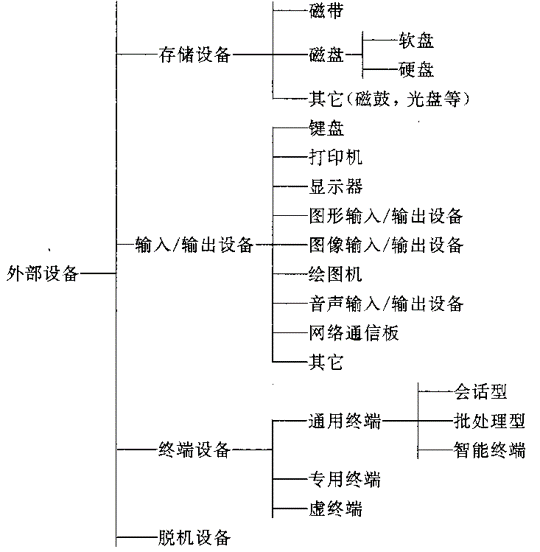 磁带
软盘
存储设备
磁盘
硬盘
其它(磁鼓，光盘等)
键盘
打印机
显示器
图形输入/输出设备
输入/输出设备
图像输入/输出设备
外部设备
绘图机
音声输入/输出设备
网络通信板
其它
会话型
通用终端
批处理型
终端设备
智能终端
专用终端
虚终端
脱机设备